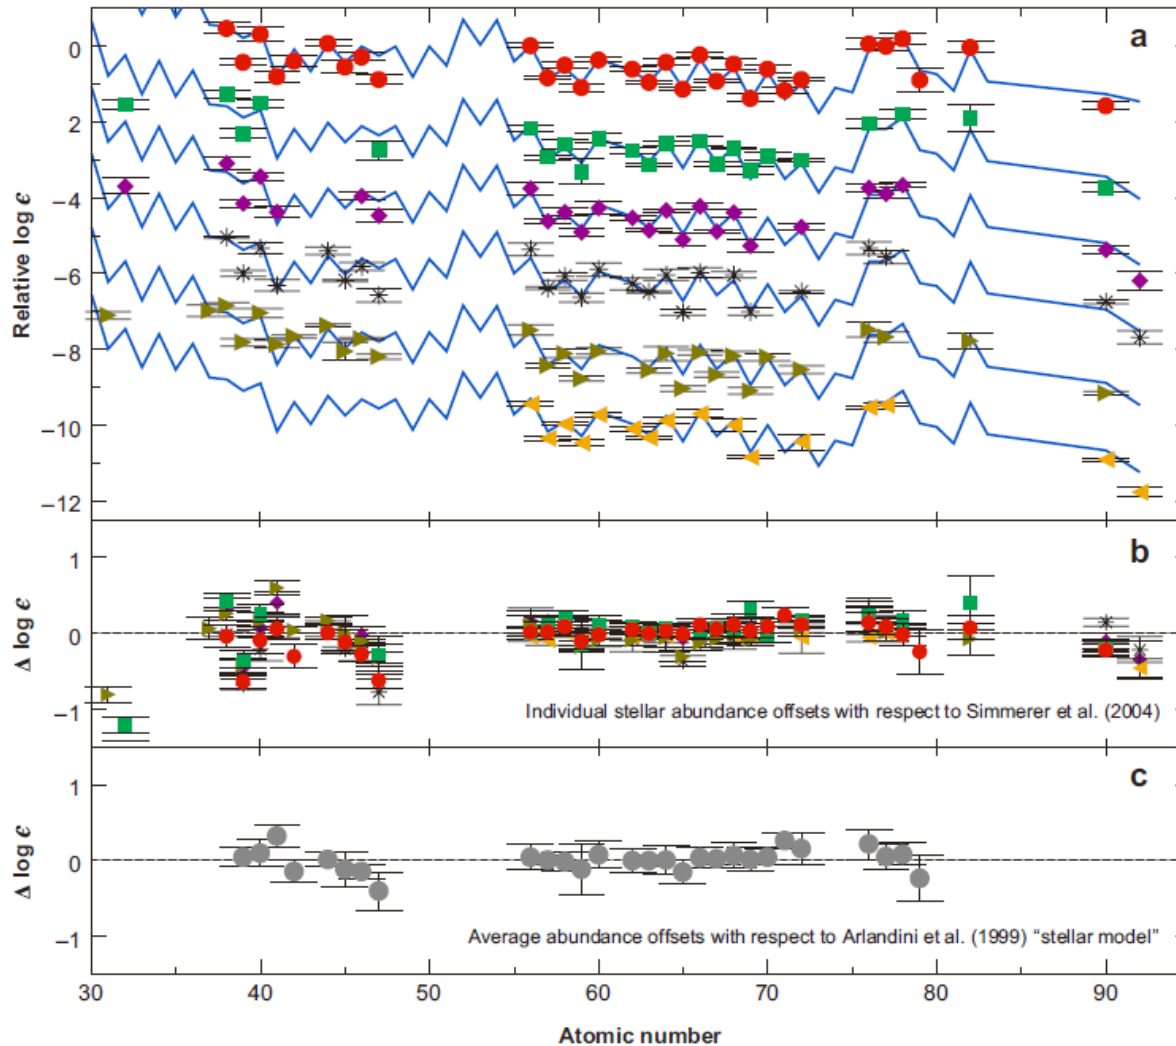 a
0
2
−4
−6
−8
−10
−12
Relative log ϵ
b
1
0
−1
Δ log ϵ
Individual stellar abundance offsets with respect to Simmerer et al. (2004)
c
1
0
−1
Δ log ϵ
Average abundance offsets with respect to Arlandini et al. (1999) “stellar model”
30 40 50 60 70 80 90
Atomic number